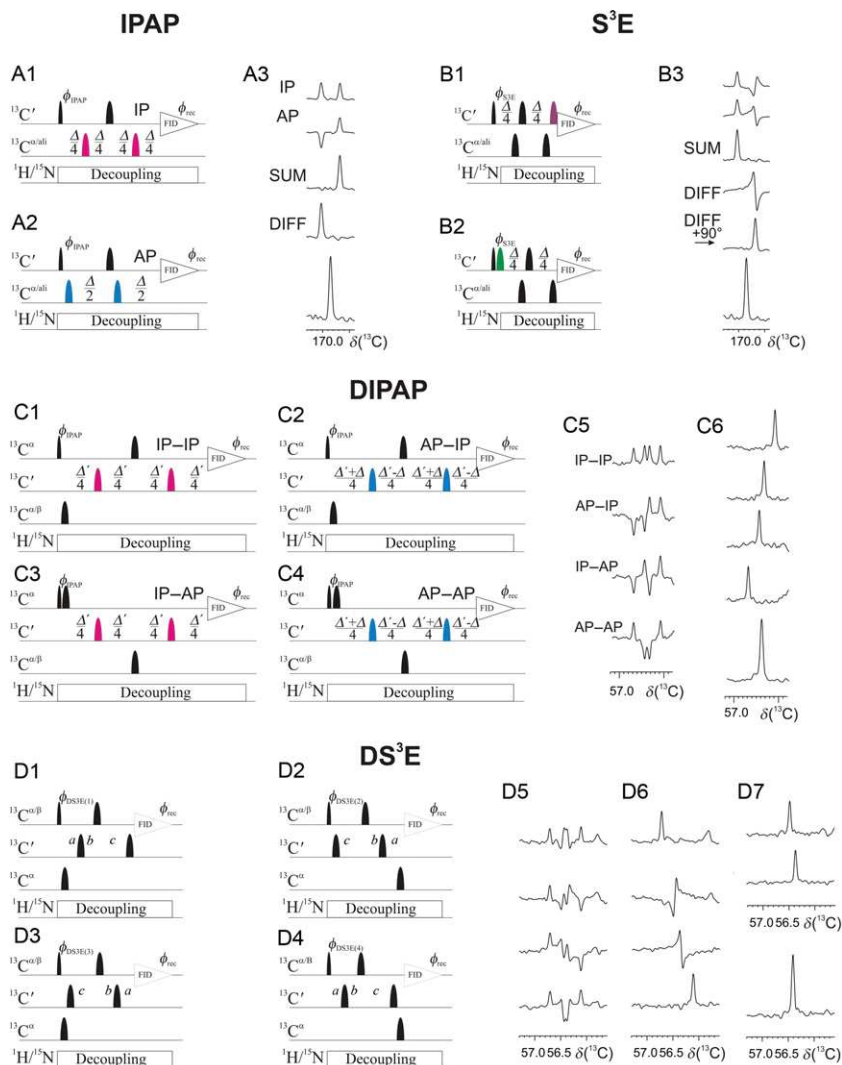 IPAP
S³E
A1
ϕIPAP
¹³C′
IP
ϕrec
FID
Δ/4 Δ/4 Δ/4 Δ/4
¹³Cα/ali
¹H/¹⁵N
Decoupling
A2
ϕIPAP
¹³C′
AP
ϕrec
FID
Δ/2 Δ/2
¹³Cα/ali
¹H/¹⁵N
Decoupling
A3
IP
AP
SUM
DIFF
170.0 δ(¹³C)
B1
ϕS3E
¹³C′
Δ/4 Δ/4
ϕrec
FID
¹³Cα/ali
¹H/¹⁵N
Decoupling
B2
ϕS3E
¹³C′
Δ/4 Δ/4
ϕrec
FID
¹³Cα/ali
¹H/¹⁵N
Decoupling
B3
SUM
DIFF
DIFF
+90°
170.0 δ(¹³C)
DIPAP
C1
ϕIPAP
¹³Cα
IP–IP
ϕrec
FID
¹³C′
Δ′/4 Δ′/4 Δ′/4 Δ′/4
¹³Cα/β
¹H/¹⁵N
Decoupling
C2
ϕIPAP
¹³Cα
AP–IP
ϕrec
FID
¹³C′
Δ′+Δ/4 Δ′-Δ/4 Δ′+Δ/4 Δ′-Δ/4
¹³Cα/β
¹H/¹⁵N
Decoupling
C3
ϕIPAP
¹³Cα
IP–AP
ϕrec
FID
¹³C′
Δ′/4 Δ′/4 Δ′/4 Δ′/4
¹³Cα/β
¹H/¹⁵N
Decoupling
C4
ϕIPAP
¹³Cα
AP–AP
ϕrec
FID
¹³C′
Δ′+Δ/4 Δ′-Δ/4 Δ′+Δ/4 Δ′-Δ/4
¹³Cα/β
¹H/¹⁵N
Decoupling
C5
IP–IP
AP–IP
IP–AP
AP–AP
57.0 δ(¹³C)
C6
57.0 δ(¹³C)
DS³E
D1
ϕDS3E(1)
¹³Cα/β
ϕrec
FID
¹³C′
a b c
¹³Cα
¹H/¹⁵N
Decoupling
D2
ϕDS3E(2)
¹³Cα/β
ϕrec
FID
¹³C′
c b a
¹³Cα
¹H/¹⁵N
Decoupling
D3
ϕDS3E(3)
¹³Cα/β
ϕrec
FID
¹³C′
c b a
¹³Cα
¹H/¹⁵N
Decoupling
D4
ϕDS3E(4)
¹³Cα/B
ϕrec
FID
¹³C′
a b c
¹³Cα
¹H/¹⁵N
Decoupling
D5
57.0 56.5 δ(¹³C)
D6
57.0 56.5 δ(¹³C)
D7
57.0 56.5 δ(¹³C)
57.0 56.5 δ(¹³C)